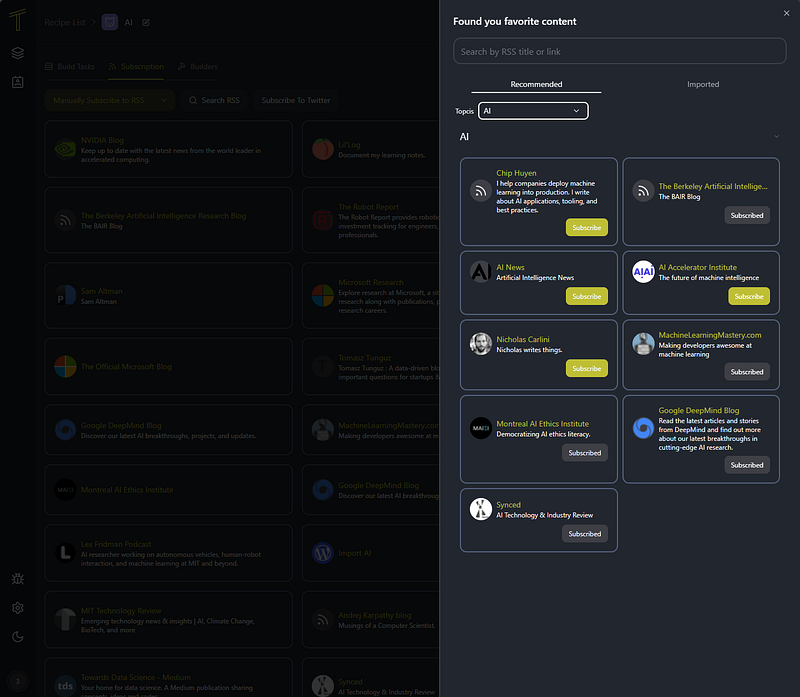 Recipe List
AI
Build Tasks
Subscription
Builders
Manually Subscribe to RSS
Search RSS
Subscribe To Twitter
NVIDIA Blog
Keep up to date with the latest news from the world leader in
accelerated computing.
Lil'Log
Document my learning notes.
The Berkeley Artificial Intelligence Research Blog
The BAIR Blog
The Robot Report
The Robot Report provides robotic
investment tracking for engineers,
professionals.
Sam Altman
Sam Altman
Microsoft Research
Explore research at Microsoft, a sit
research along with publications, p
research careers.
The Official Microsoft Blog
Tomasz Tunguz
Tomasz Tunguz : A data-driven blo
important questions for startups &
Google DeepMind Blog
Discover our latest AI breakthroughs, projects, and updates.
MachineLearningMastery.com
Making developers awesome at m
MAIEI
Montreal AI Ethics Institute
Google DeepMind Blog
Discover our latest AI breakthroug
L
Lex Fridman Podcast
AI researcher working on autonomous vehicles, human-robot
interaction, and machine learning at MIT and beyond.
Import AI
MIT Technology Review
Emerging technology news & insights | AI, Climate Change,
BioTech, and more
Andrej Karpathy blog
Musings of a Computer Scientist.
tds
Towards Data Science - Medium
Your home for data science. A Medium publication sharing
Synced
AI Technology & Industry Review
Found you favorite content
Search by RSS title or link
Recommended
Imported
Topcis
AI
AI
Chip Huyen
I help companies deploy machine
learning into production. I write
about AI applications, tooling, and
best practices.
Subscribe
The Berkeley Artificial Intellige...
The BAIR Blog
Subscribed
AI News
Artificial Intelligence News
Subscribe
AIAI
AI Accelerator Institute
The future of machine intelligence
Subscribe
Nicholas Carlini
Nicholas writes things.
Subscribe
MachineLearningMastery.com
Making developers awesome at
machine learning
Subscribed
MAIEI
Montreal AI Ethics Institute
Democratizing AI ethics literacy.
Subscribed
Google DeepMind Blog
Read the latest articles and stories
from DeepMind and find out more
about our latest breakthroughs in
cutting-edge AI research.
Subscribed
Synced
AI Technology & Industry Review
Subscribed